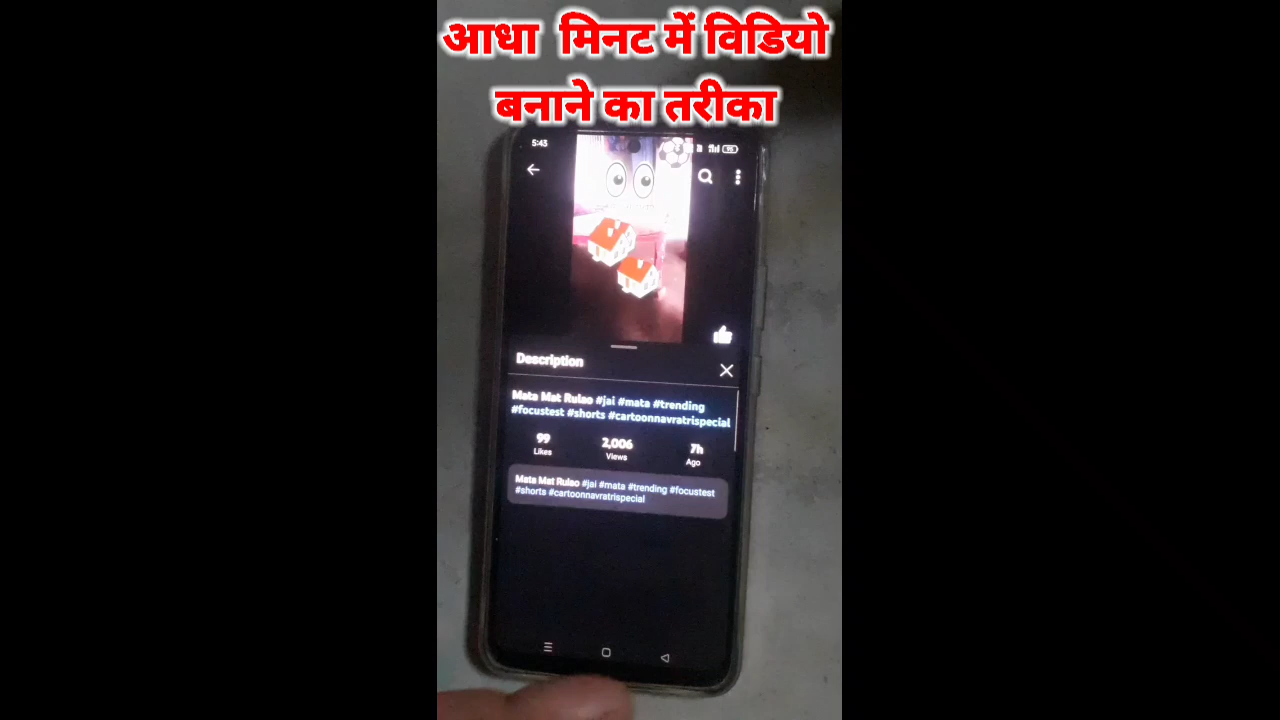 आधा मिनट में विडियो
बनाने का तरीका
5:43
Description
Mata Mat Rulao #jai #mata #trending
#focustest #shorts #cartoonnavratrispecial
99 2,006 7h
Likes Views Ago
Mata Mat Rulao #jai #mata #trending #focustest
#shorts #cartoonnavratrispecial